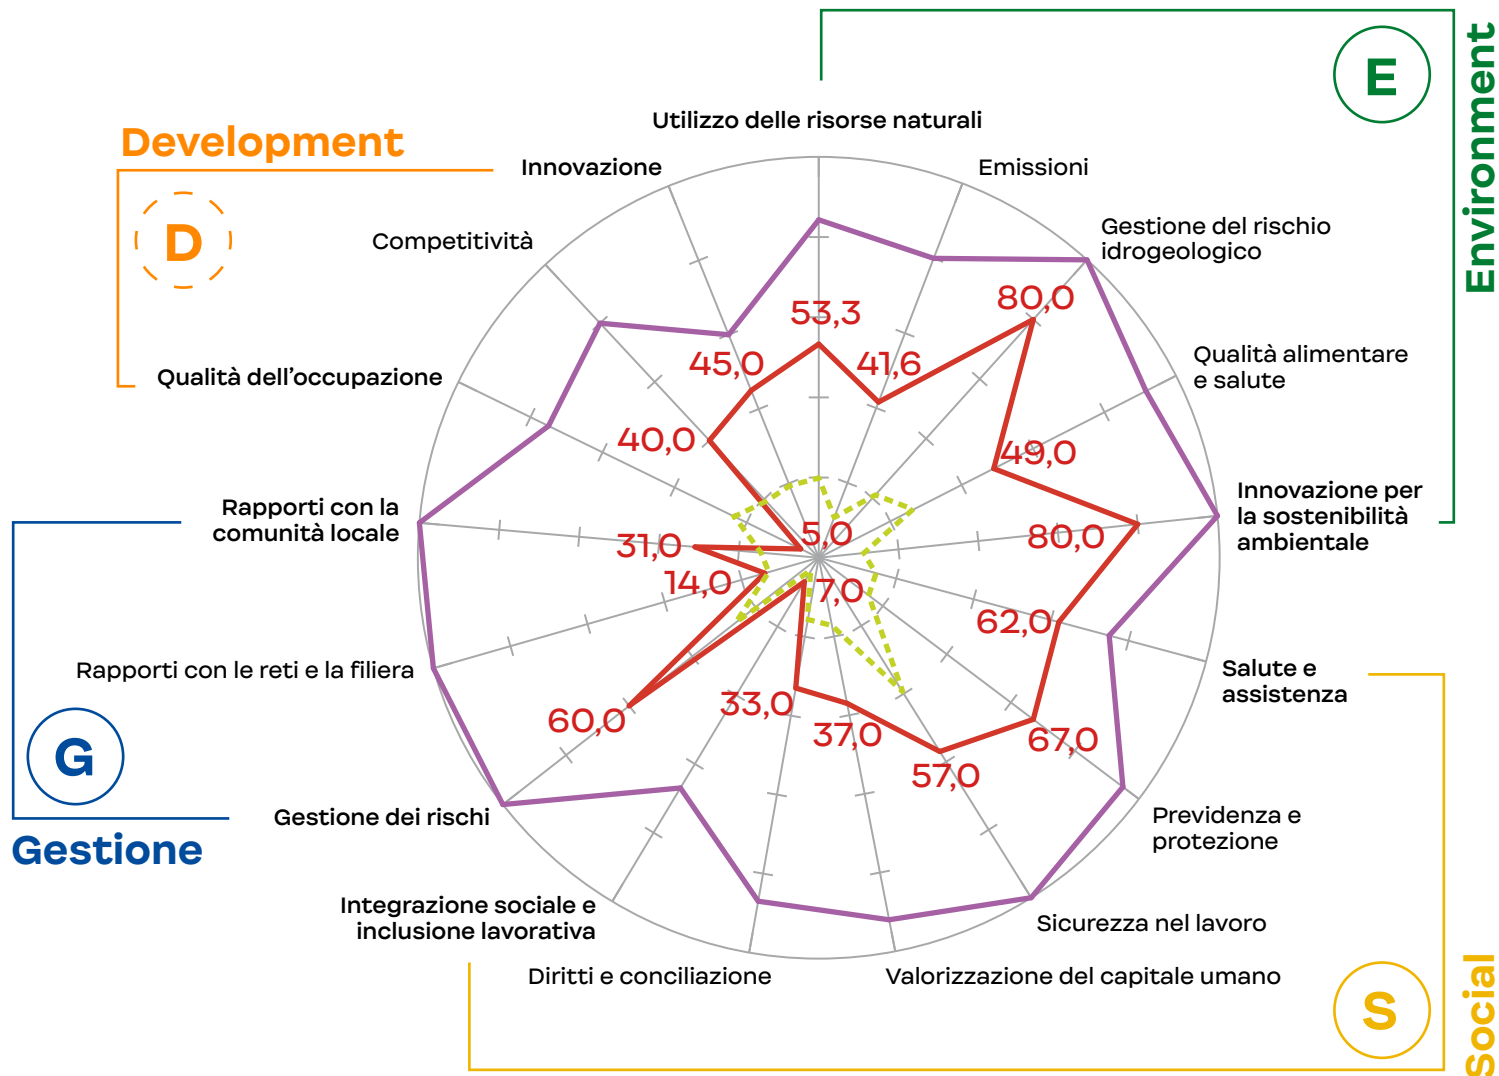 E
Environment
Utilizzo delle risorse naturali
Emissioni
Gestione del rischio
idrogeologico
Qualità alimentare
e salute
Innovazione per
la sostenibilità
ambientale
Salute e
assistenza
Previdenza e
protezione
Sicurezza nel lavoro
Valorizzazione del capitale umano
Diritti e conciliazione
Integrazione sociale e
inclusione lavorativa
S
Social
Gestione dei rischi
Rapporti con le reti e la filiera
Rapporti con la
comunità locale
G
Gestione
Qualità dell’occupazione
Competitività
Innovazione
Development
D
53,3
41,6
80,0
49,0
80,0
62,0
67,0
57,0
37,0
33,0
7,0
60,0
14,0
31,0
5,0
40,0
45,0